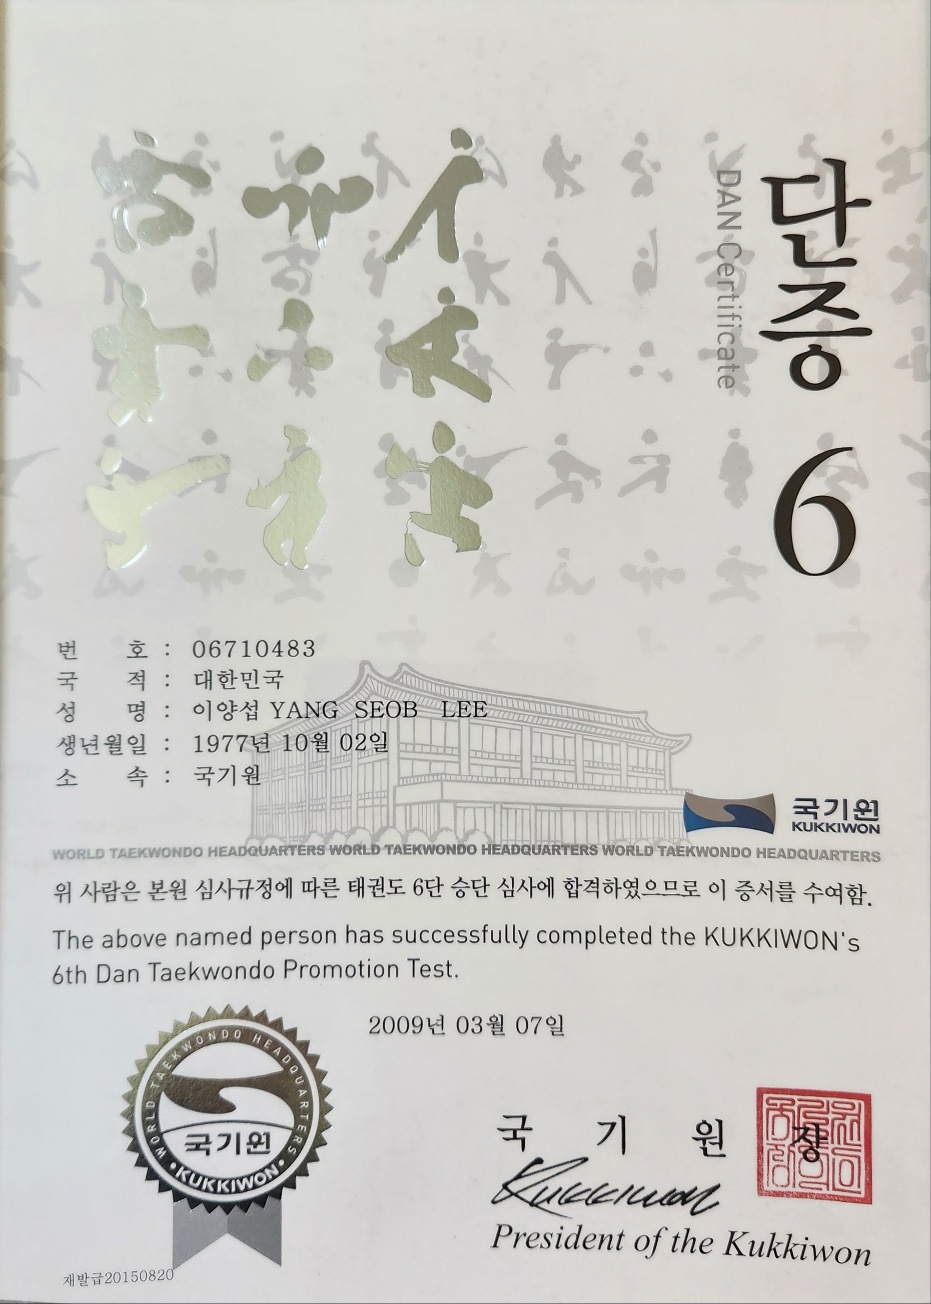 단증 6
DAN Certificate
번 호 : 06710483
국 적 : 대한민국
성 명 : 이양섭 YANG SEOB LEE
생년월일 : 1977년 10월 02일
소 속 : 국기원
국기원
KUKKIWON
WORLD TAEKWONDO HEADQUARTERS WORLD TAEKWONDO HEADQUARTERS WORLD TAEKWONDO HEADQUARTERS
위 사람은 본원 심사규정에 따른 태권도 6단 승단 심사에 합격하였으므로 이 증서를 수여함.
The above named person has successfully completed the KUKKIWON's
6th Dan Taekwondo Promotion Test.
2009년 03월 07일
WORLD TAEKWONDO HEADQUARTERS
국기원
•KUKKIWON•
국 기 원 장
Kukkiwon
President of the Kukkiwon
재발급20150820